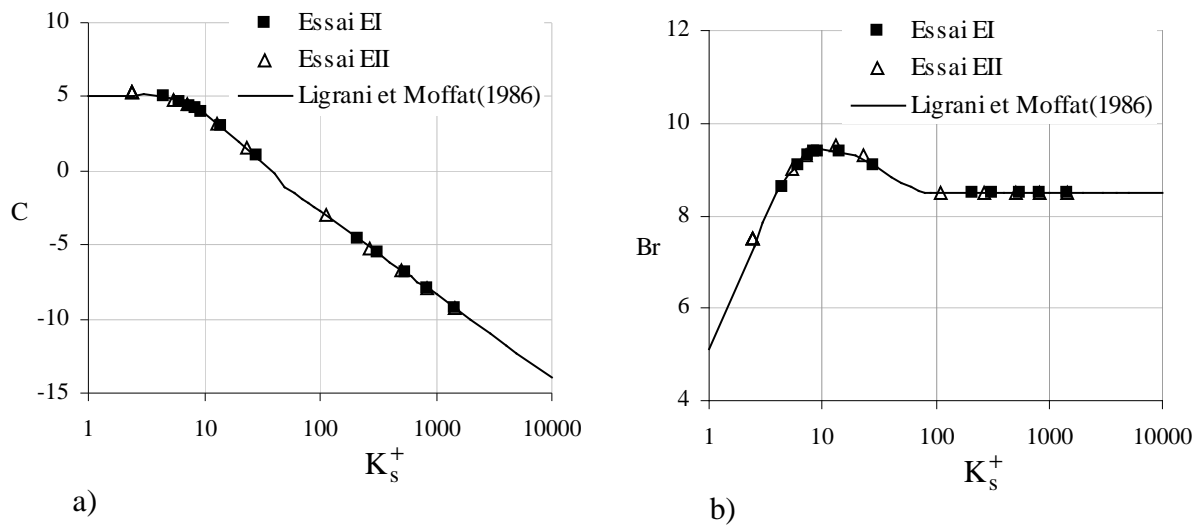 10
5
0
-5
-10
-15
C
Essai EI
Essai EII
Ligrani et Moffat(1986)
1 10 100 1000 10000
K_s^+
a)
12
10
8
6
4
Br
Essai EI
Essai EII
Ligrani et Moffat(1986)
1 10 100 1000 10000
K_s^+
b)